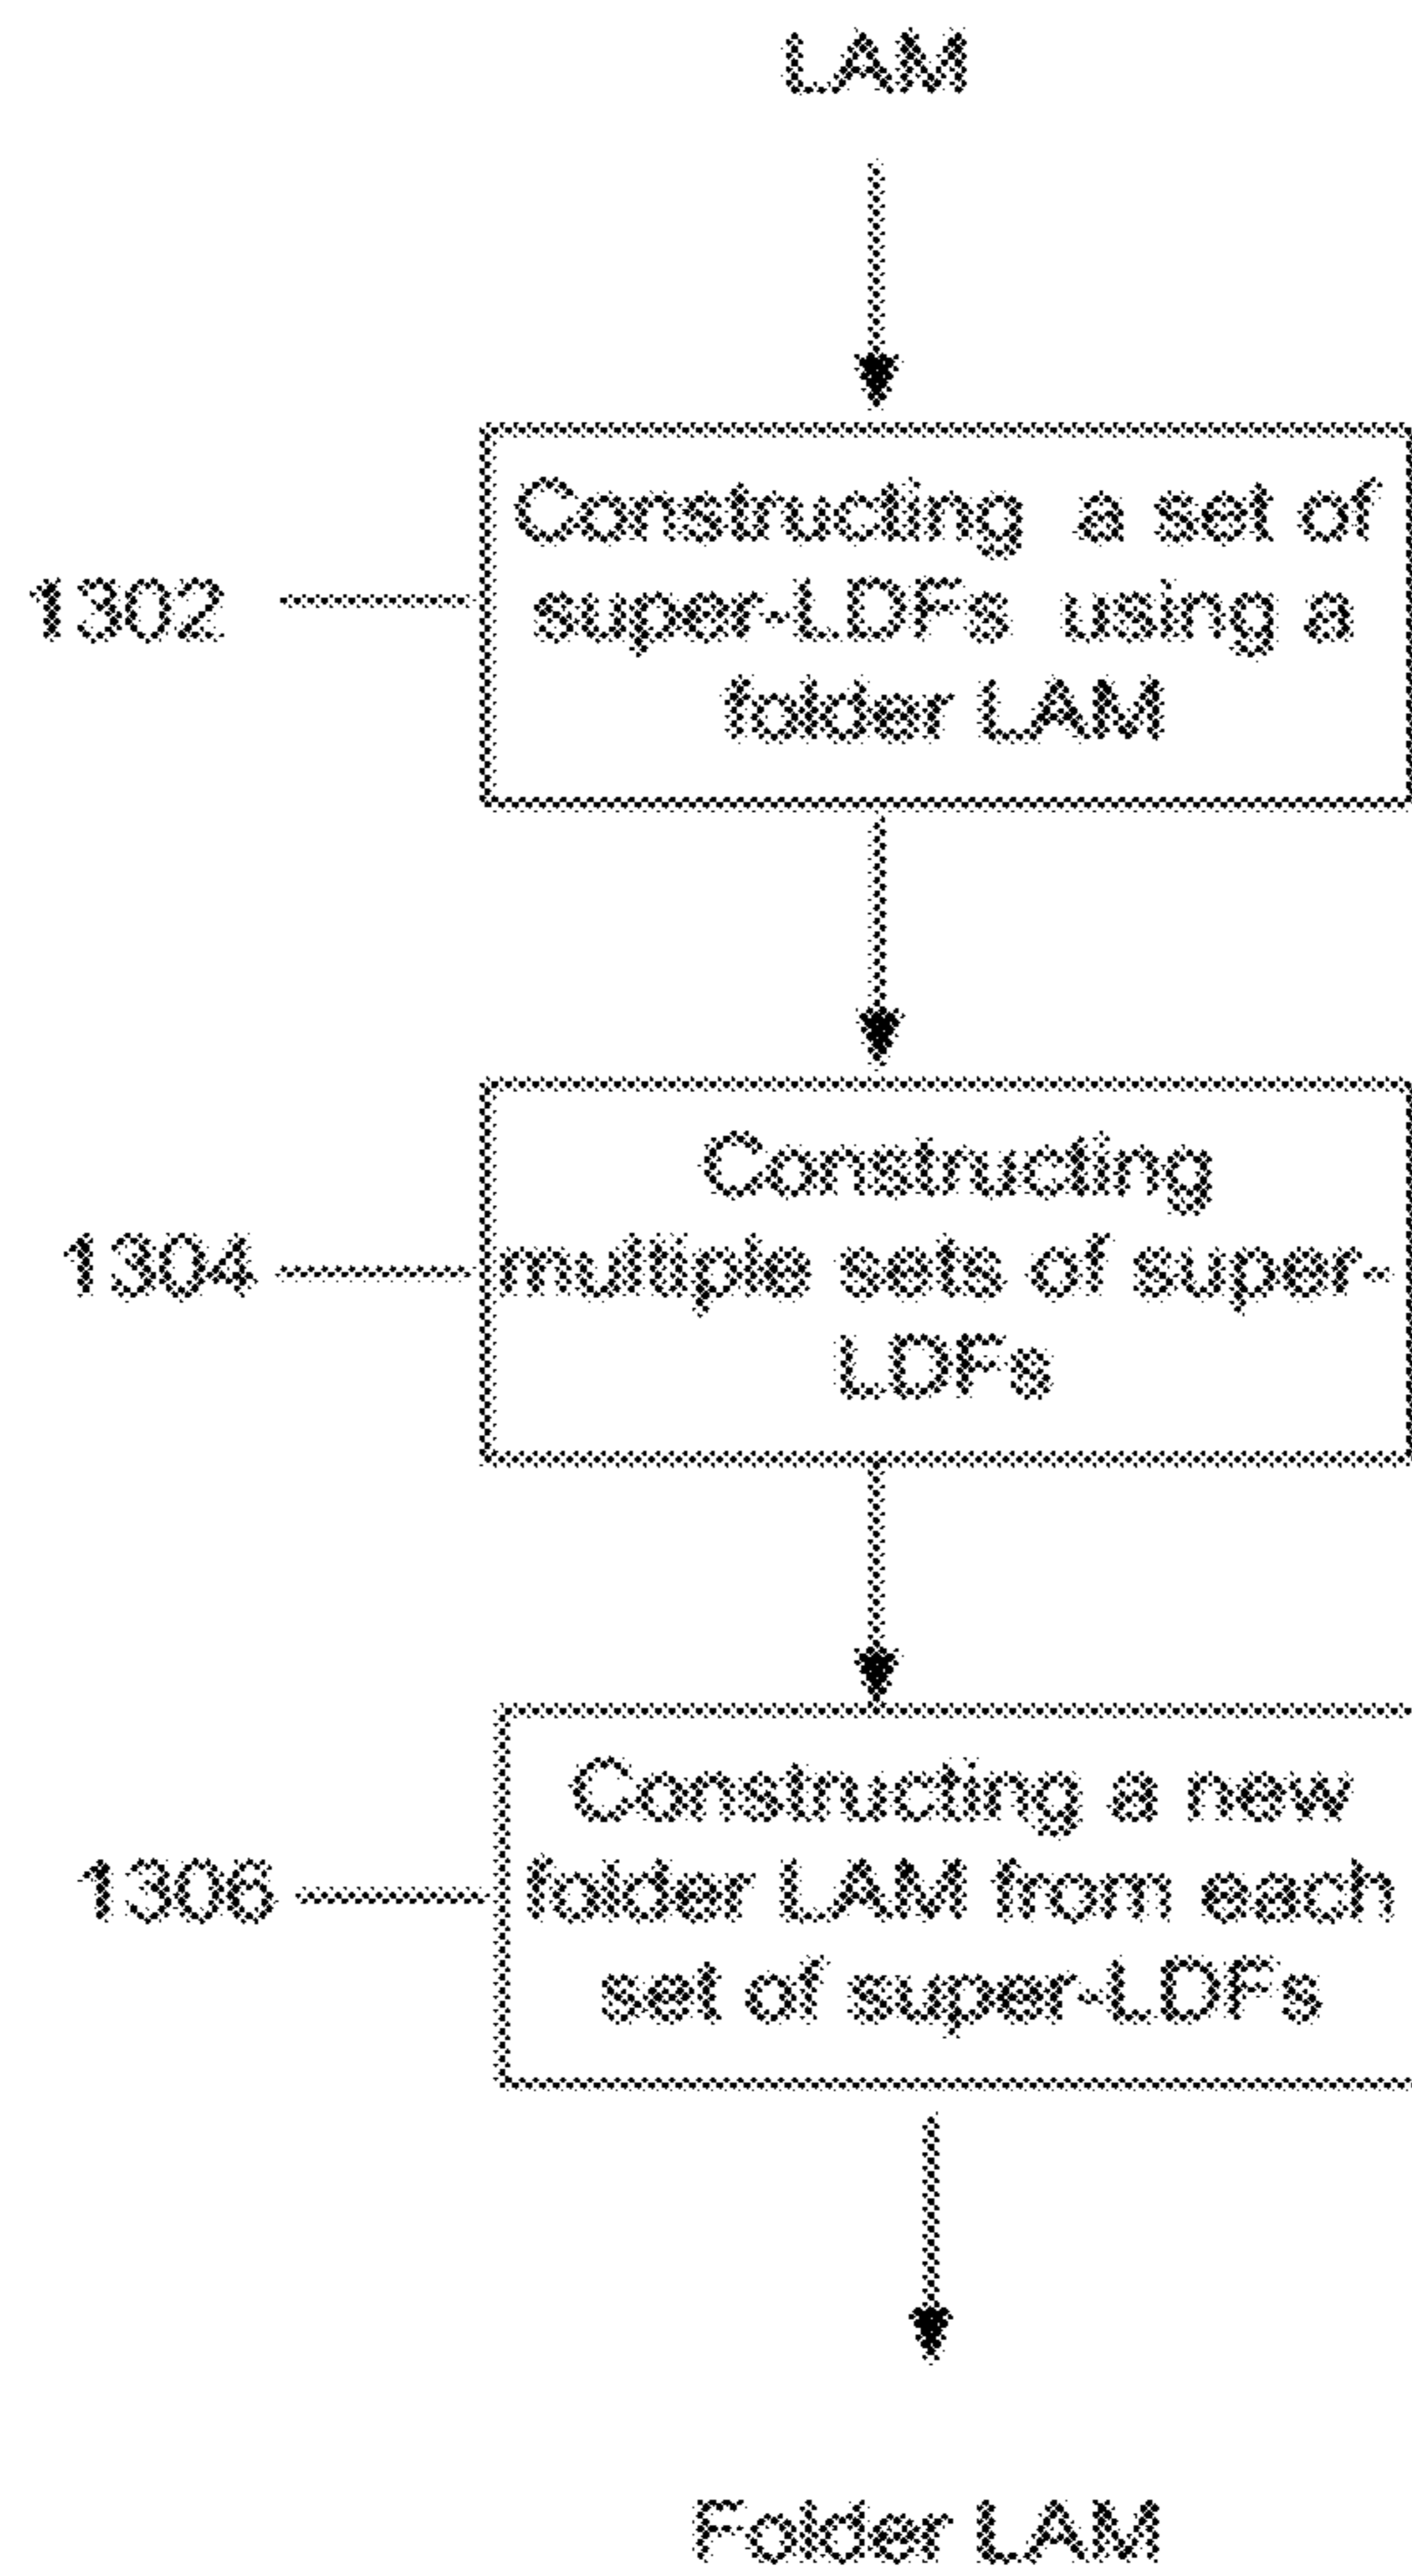 LAM
Constructing a set of
1302
super-LDFs using a
folder LAM
Constructing
1304
multiple sets of super-
LDFs
Constructing a new
1306
folder LAM from each
set of super-LDFs
Folder LAM